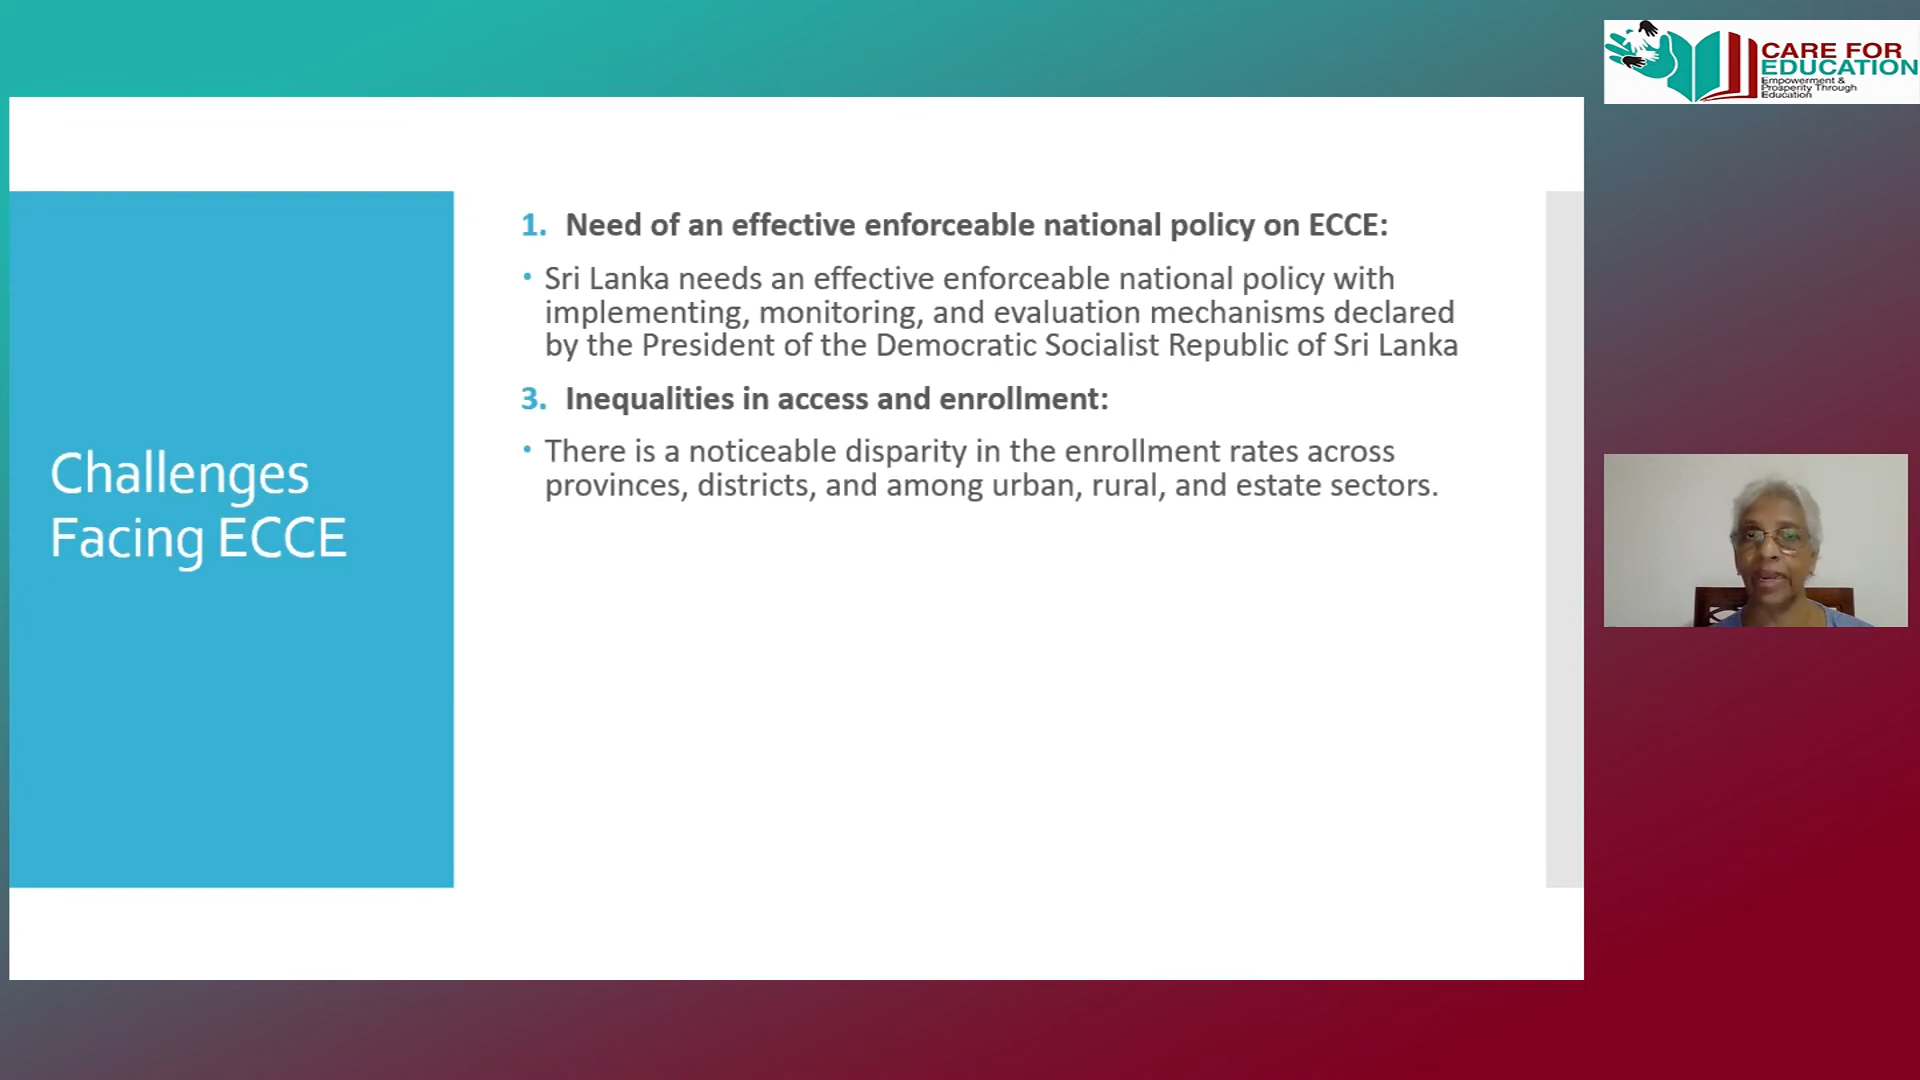 CARE FOR
EDUCATION
Empowerment &
Prosperity Through
Education
Challenges
Facing ECCE
1. Need of an effective enforceable national policy on ECCE:
• Sri Lanka needs an effective enforceable national policy with
implementing, monitoring, and evaluation mechanisms declared
by the President of the Democratic Socialist Republic of Sri Lanka
3. Inequalities in access and enrollment:
• There is a noticeable disparity in the enrollment rates across
provinces, districts, and among urban, rural, and estate sectors.